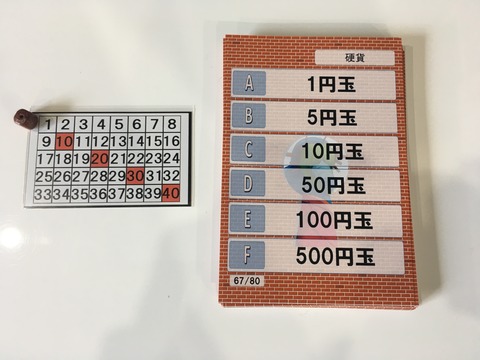 1 2 3 4 5 6 7 8
9 10 11 12 13 14 15 16
17 18 19 20 21 22 23 24
25 26 27 28 29 30 31 32
33 34 35 36 37 38 39 40
硬貨
A 1円玉
B 5円玉
C 10円玉
D 50円玉
E 100円玉
F 500円玉
67/80